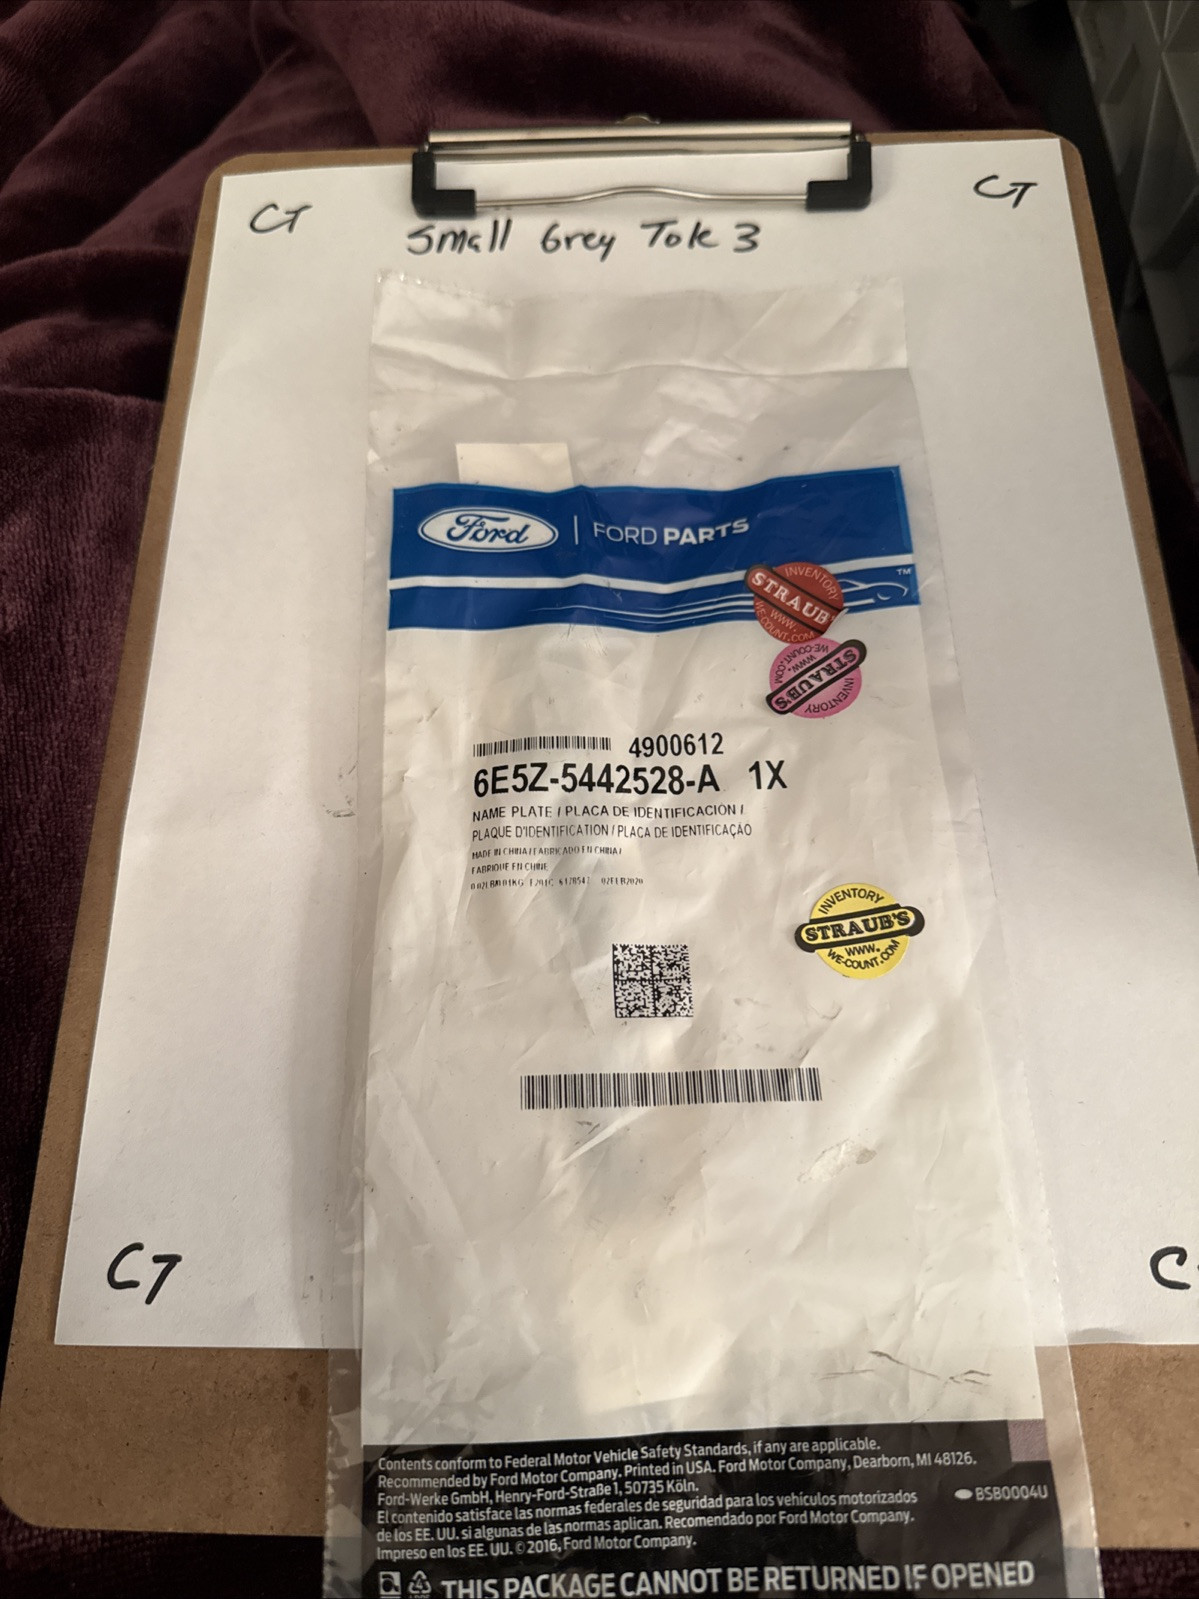 CT
CT
Small Grey Tote 3
Ford | FORD PARTS
™
INVENTORY
STRAUB'S
WWW.
WE-COUNT.COM
INVENTORY
STRAUB'S
WWW.
WE-COUNT.COM
4900612
6E5Z-5442528-A 1X
NAME PLATE / PLACA DE IDENTIFICACIÓN /
PLAQUE D'IDENTIFICATION / PLACA DE IDENTIFICAÇÃO
MADE IN CHINA / FABRICADO EN CHINA /
FABRIQUE EN CHINE
02FEB2020
INVENTORY
STRAUB'S
WWW.
WE-COUNT.COM
CT
C
Contents conform to Federal Motor Vehicle Safety Standards, if any are applicable.
Recommended by Ford Motor Company. Printed in USA. Ford Motor Company, Dearborn, MI 48126.
Ford-Werke GmbH, Henry-Ford-Straße 1, 50735 Köln.
BSB0004U
El contenido satisface las normas federales de seguridad para los vehículos motorizados
de los EE. UU. si algunas de las normas aplican. Recomendado por Ford Motor Company.
Impreso en los EE. UU. © 2016, Ford Motor Company.
THIS PACKAGE CANNOT BE RETURNED IF OPENED